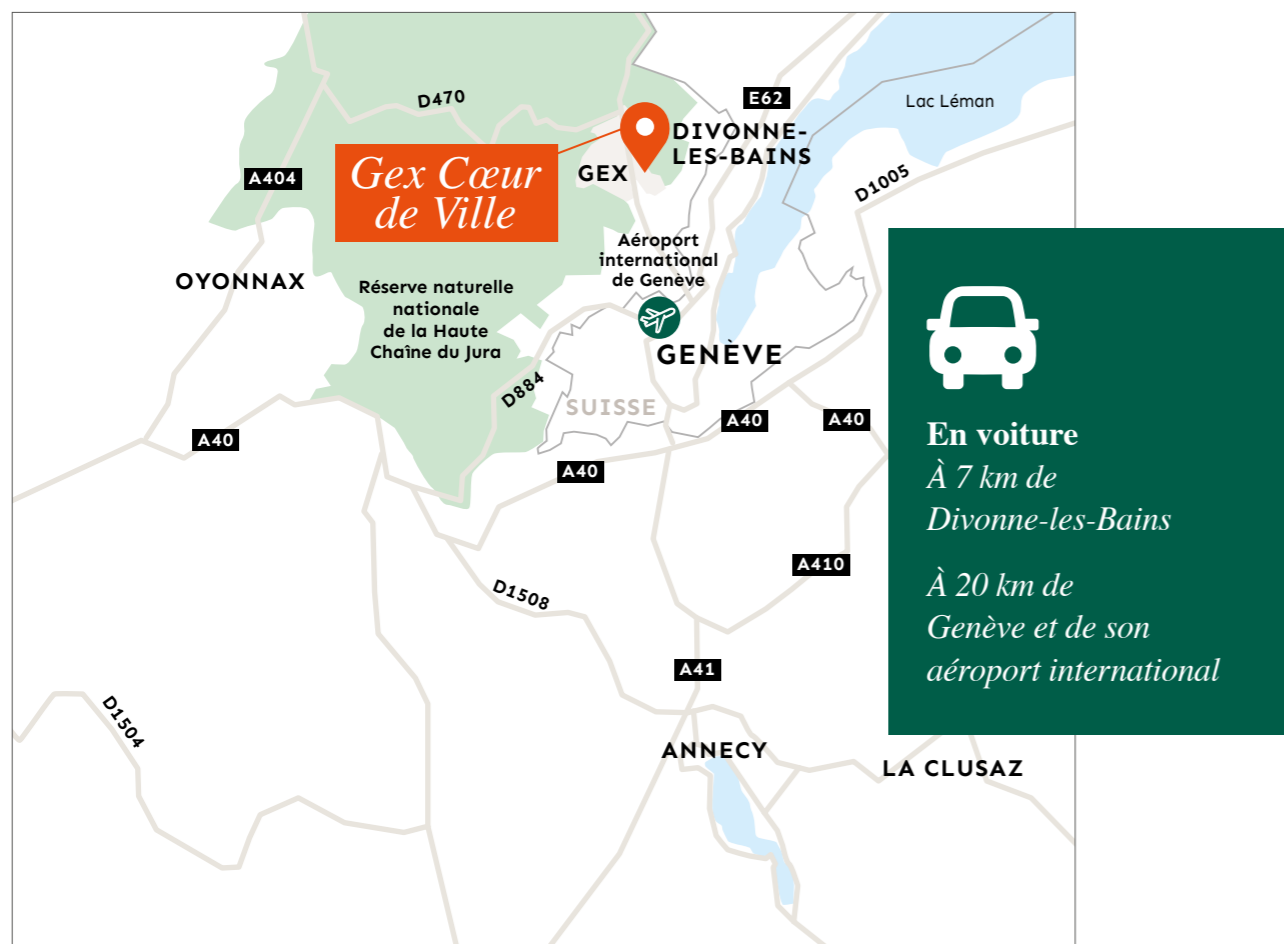 D470
E62
Lac Léman
DIVONNE-
LES-BAINS
GEX
Gex Cœur
de Ville
A404
D1005
Aéroport
international
de Genève
OYONNAX
Réserve naturelle
nationale
de la Haute
Chaîne du Jura
GENÈVE
D884
SUISSE
A40
A40
A40
A40
En voiture
À 7 km de
Divonne-les-Bains
À 20 km de
Genève et de son
aéroport international
A410
D1508
A41
D1504
ANNECY
LA CLUSAZ